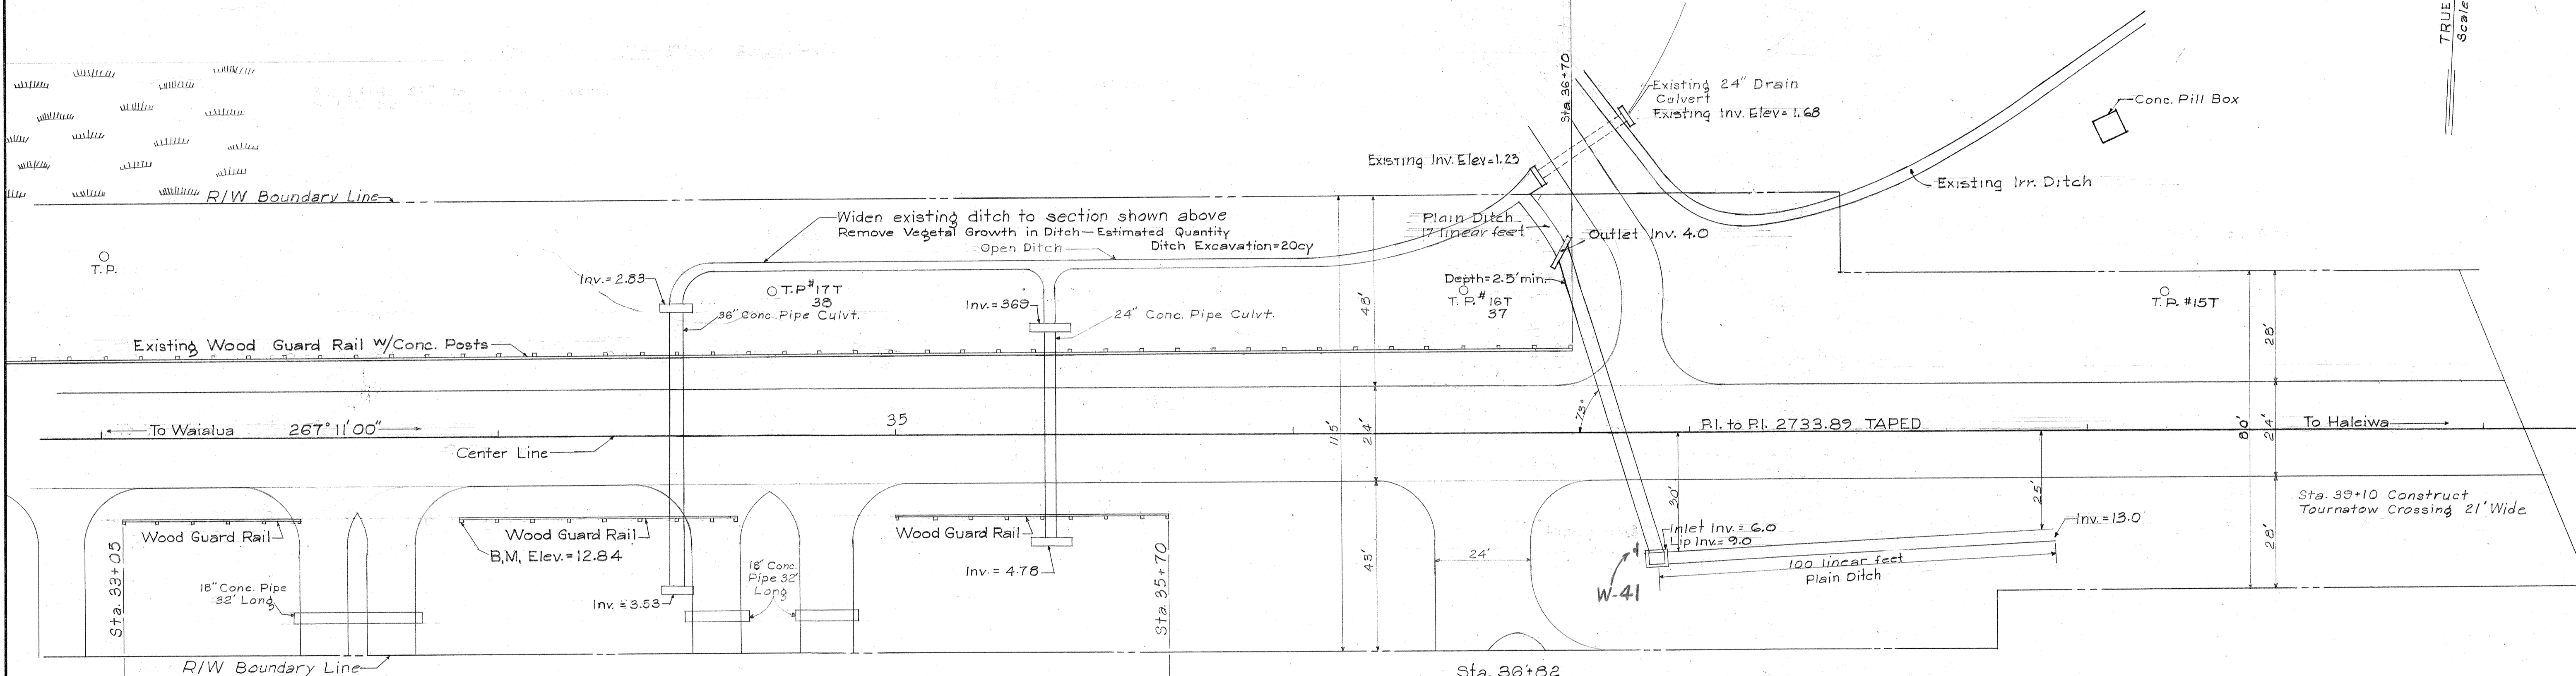 TRUE
Scale
Sta. 36+70
Existing 24" Drain
Culvert
Existing Inv. Elev= 1.68
Conc. Pill Box
Existing Inv. Elev=1.23
Existing Irr. Ditch
R/W Boundary Line
Widen existing ditch to section shown above
Remove Vegetal Growth in Ditch—Estimated Quantity
Open Ditch
Ditch Excavation=20cy
Plain Ditch
17 linear feet
Outlet Inv. 4.0
T.P.
Inv.=2.83
T.P.#17T
38
36" Conc. Pipe Culvt.
Inv.=369
24" Conc. Pipe Culvt.
Depth=2.5'min.
T.P.#16T
37
T.P. #15T
48'
28'
Existing Wood Guard Rail w/Conc. Posts
To Waialua
267°11'00"
35
Center Line
115'
24'
73°
P.I. to P.I. 2733.89 TAPED
80'
24'
To Haleiwa
Wood Guard Rail
Wood Guard Rail
B.M. Elev.=12.84
Wood Guard Rail
Sta. 33+05
18" Conc. Pipe
32' Long
Inv. = 3.53
18" Conc.
Pipe 32'
Long
Inv. = 4.78
Sta. 35+70
43'
24'
30'
25'
Inlet Inv.= 6.0
Lip Inv.= 9.0
Inv.=13.0
W-41
100 linear feet
Plain Ditch
28'
Sta. 39+10 Construct
Tournatow Crossing 21' Wide
R/W Boundary Line
Sta. 36+82